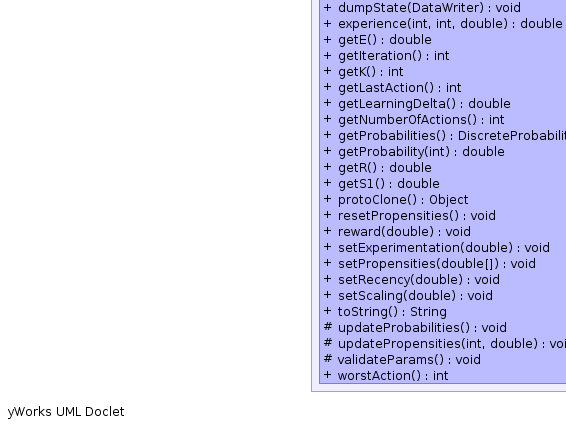 + dumpState(DataWriter) : void
+ experience(int, int, double) : double
+ getE() : double
+ getIteration() : int
+ getK() : int
+ getLastAction() : int
+ getLearningDelta() : double
+ getNumberOfActions() : int
+ getProbabilities() : DiscreteProbabilit
+ getProbability(int) : double
+ getR() : double
+ getS1() : double
+ protoClone() : Object
+ resetPropensities() : void
+ reward(double) : void
+ setExperimentation(double) : void
+ setPropensities(double[]) : void
+ setRecency(double) : void
+ setScaling(double) : void
+ toString() : String
# updateProbabilities() : void
# updatePropensities(int, double) : voi
# validateParams() : void
+ worstAction() : int
yWorks UML Doclet